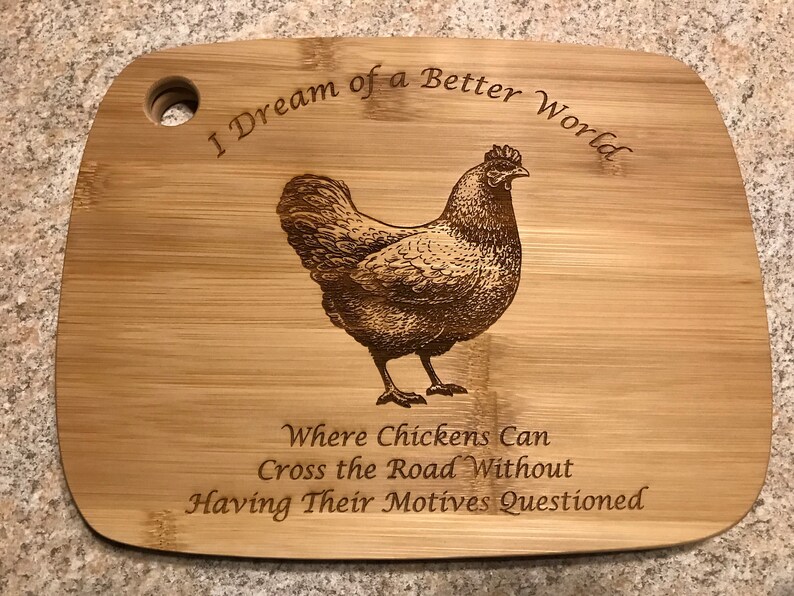 I Dream of a Better World
Where Chickens Can
Cross the Road Without
Having Their Motives Questioned